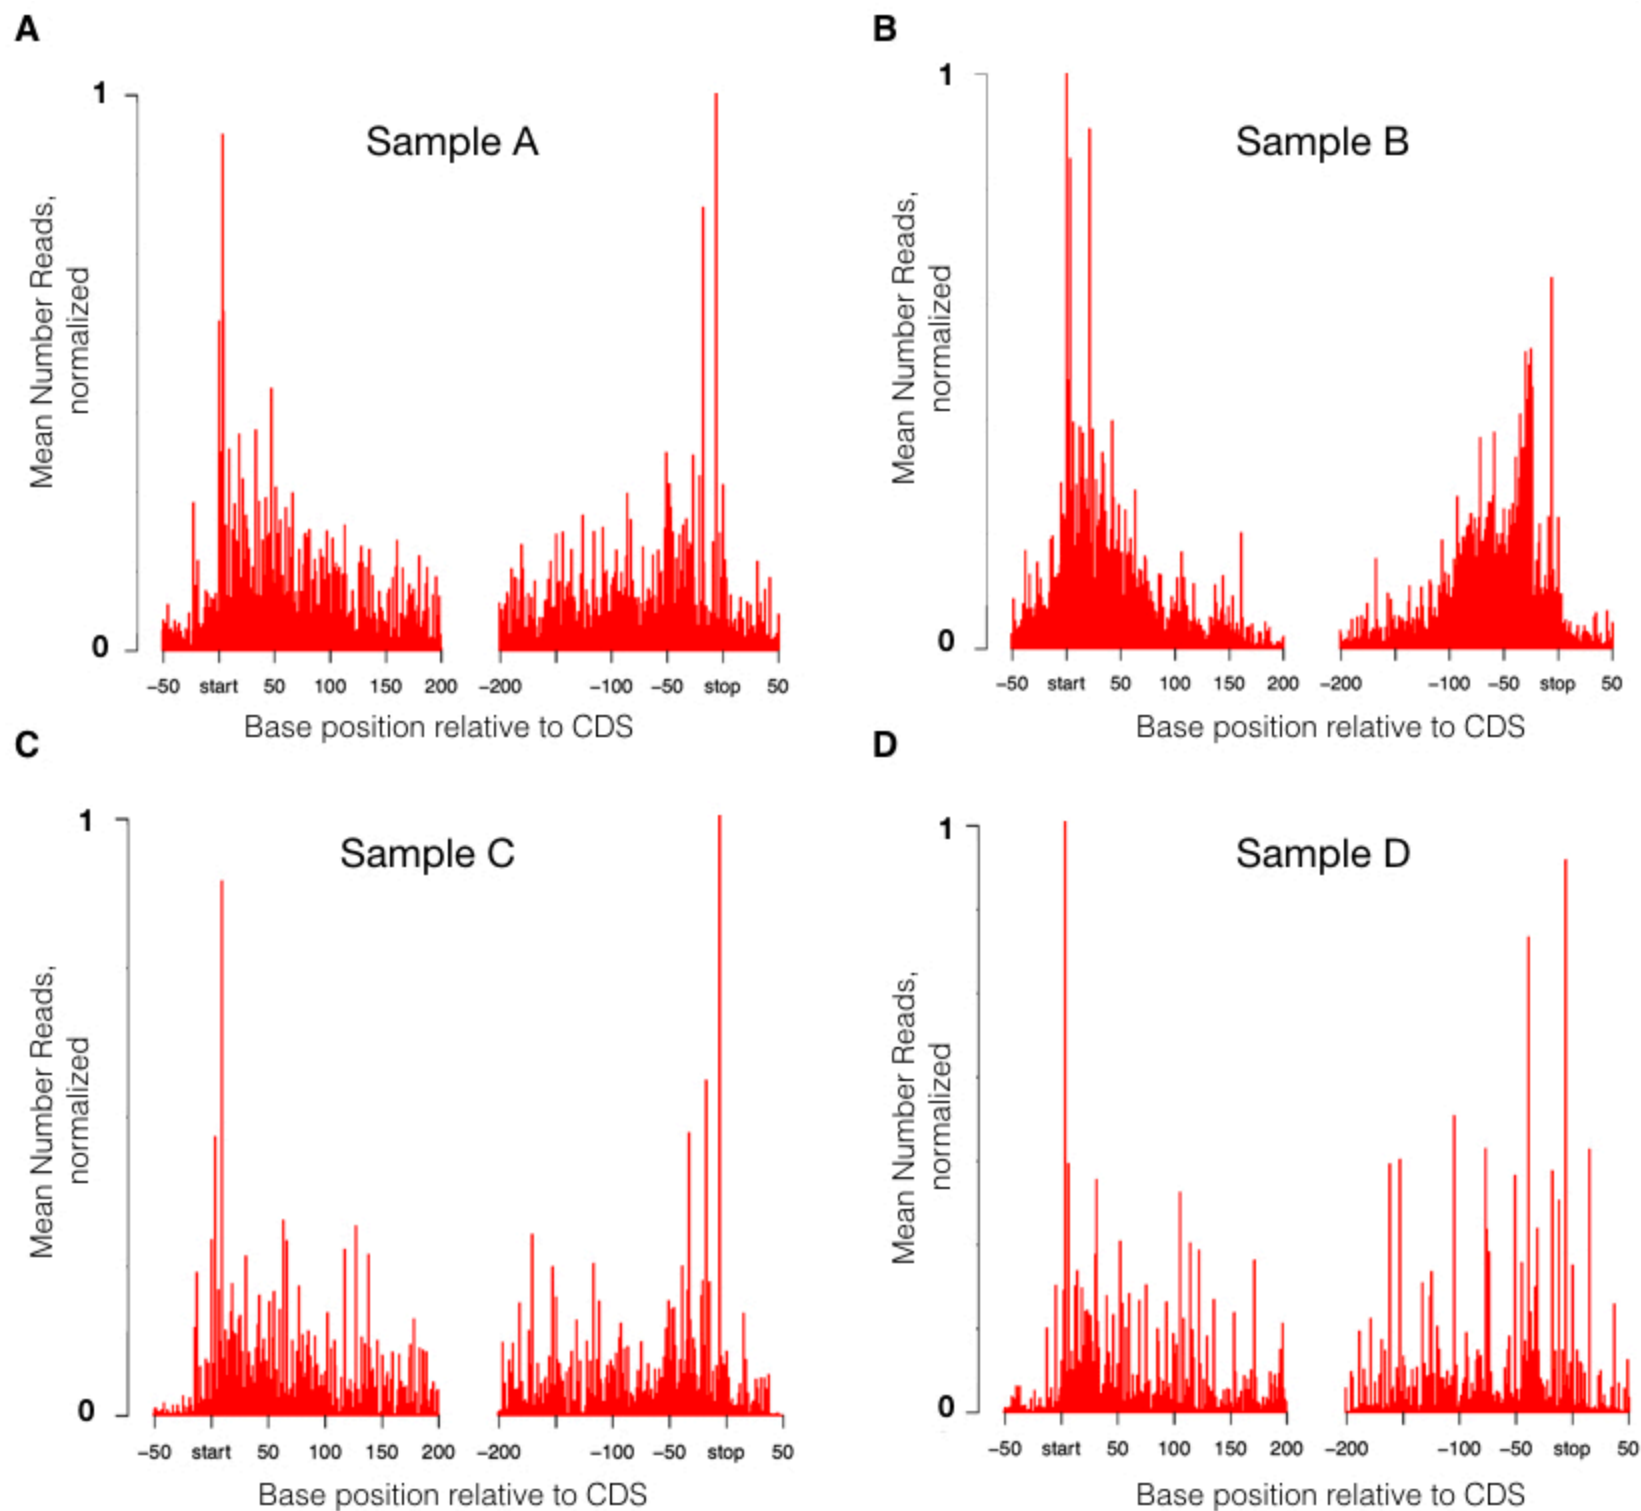 A
1
Sample A
Mean Number Reads,
normalized
0
−50 start 50 100 150 200 −200 −100 −50 stop 50
Base position relative to CDS
B
1
Sample B
Mean Number Reads,
normalized
0
−50 start 50 100 150 200 −200 −100 −50 stop 50
Base position relative to CDS
C
1
Sample C
Mean Number Reads,
normalized
0
−50 start 50 100 150 200 −200 −100 −50 stop 50
Base position relative to CDS
D
1
Sample D
Mean Number Reads,
normalized
0
−50 start 50 100 150 200 −200 −100 −50 stop 50
Base position relative to CDS